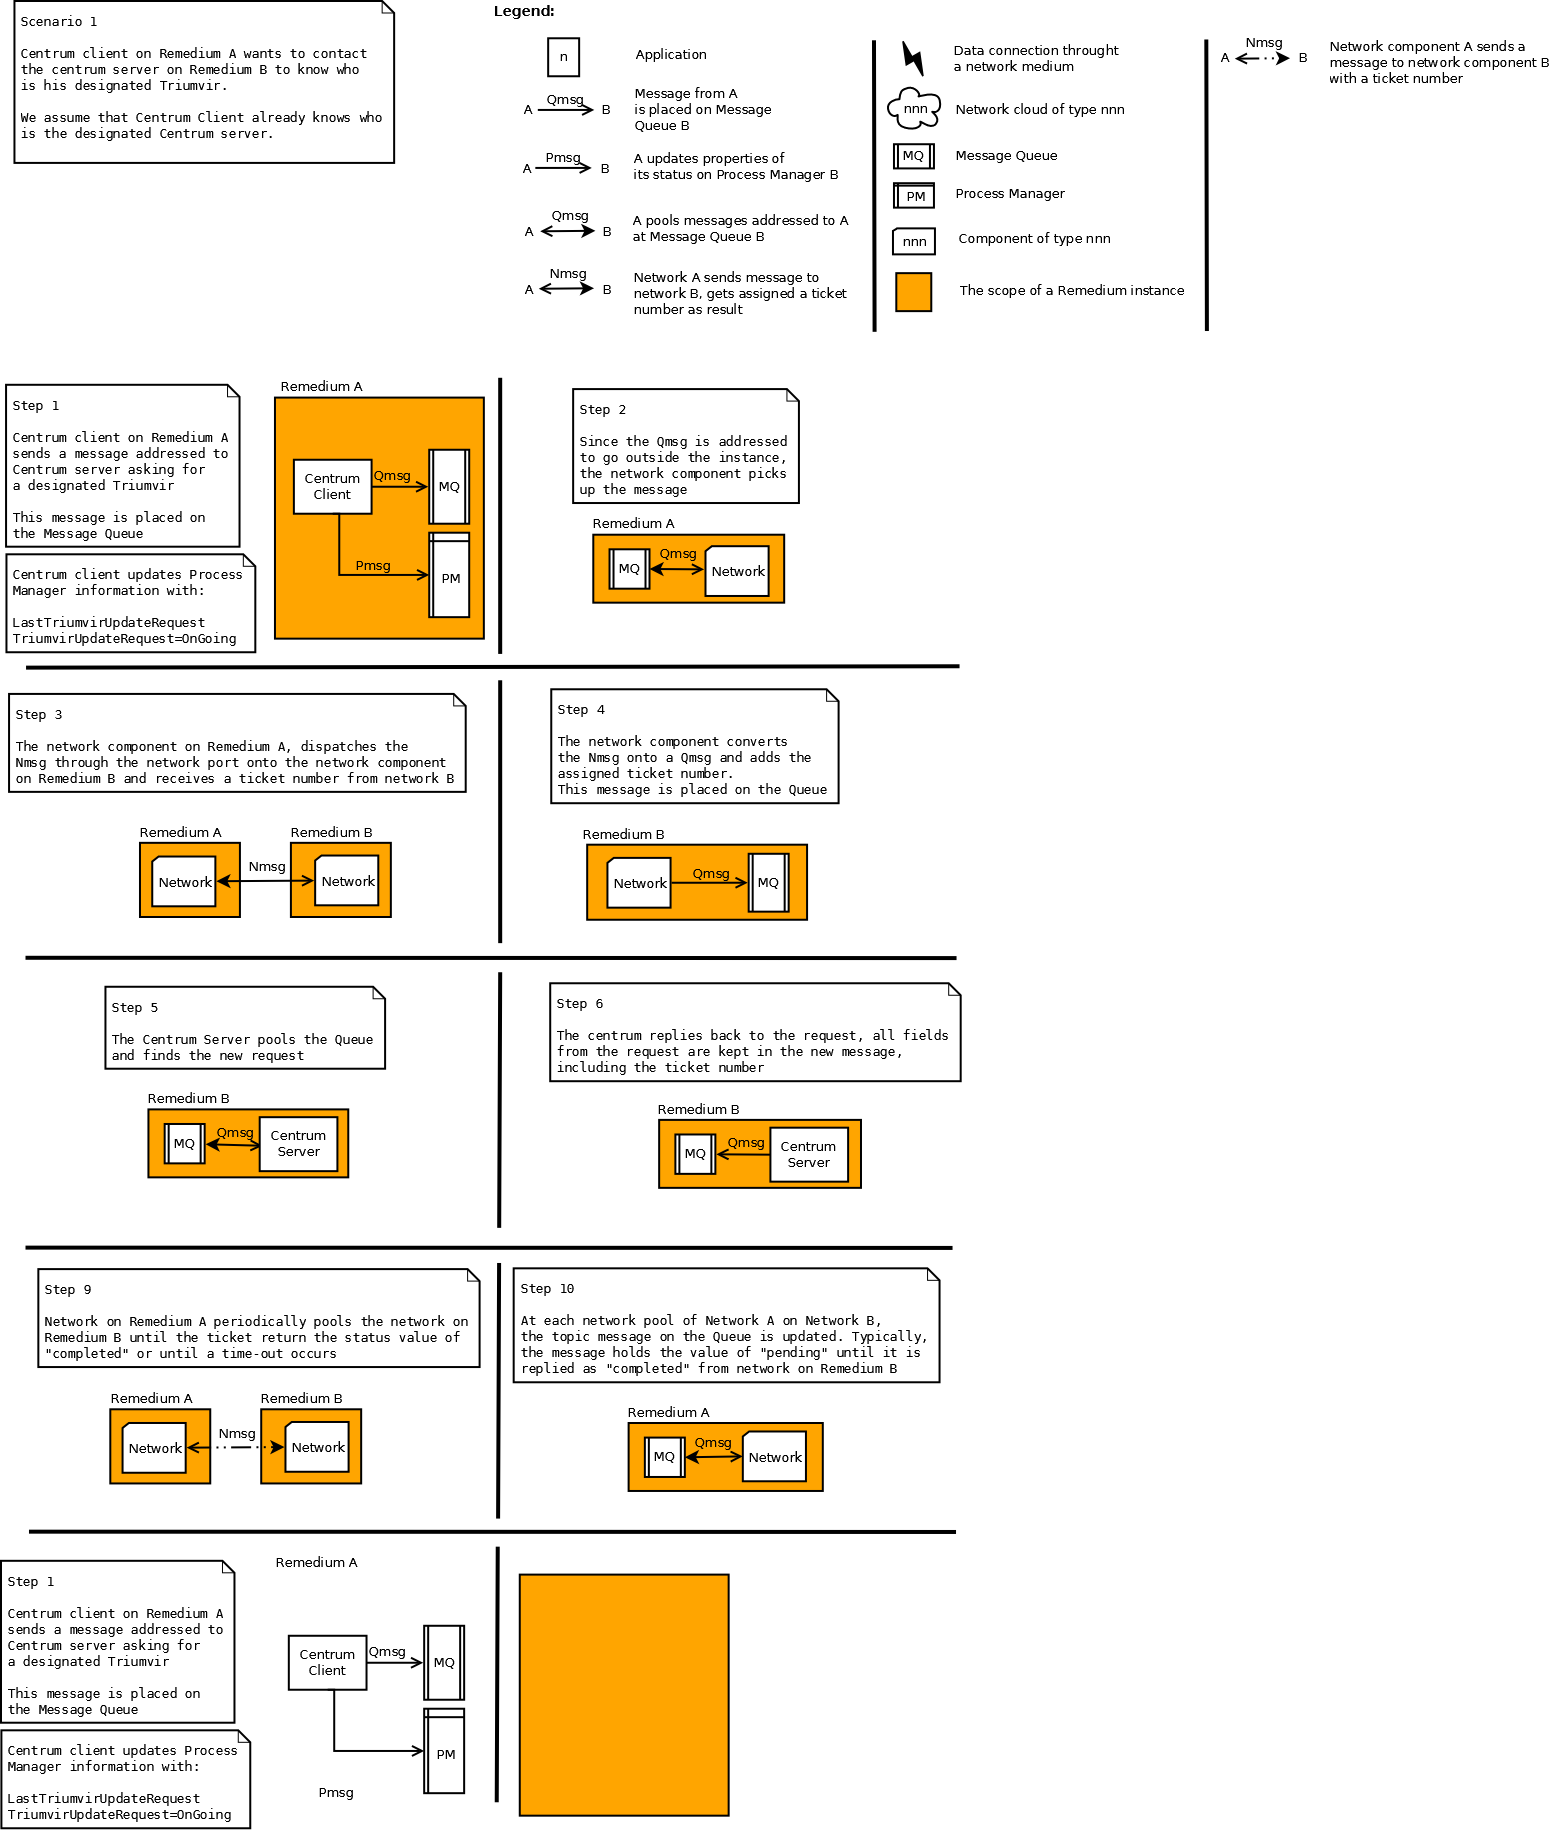 Scenario 1
Centrum client on Remedium A wants to contact
the centrum server on Remedium B to know who
is his designated Triumvir.
We assume that Centrum Client already knows who
is the designated Centrum server.
Legend:
n
Application
A
Qmsg
B
Message from A
is placed on Message
Queue B
A
Pmsg
B
A updates properties of
its status on Process Manager B
A
Qmsg
B
A pools messages addressed to A
at Message Queue B
A
Nmsg
B
Network A sends message to
network B, gets assigned a ticket
number as result
Data connection throught
a network medium
nnn
Network cloud of type nnn
MQ
Message Queue
PM
Process Manager
nnn
Component of type nnn
The scope of a Remedium instance
A
Nmsg
B
Network component A sends a
message to network component B
with a ticket number
Step 1
Centrum client on Remedium A
sends a message addressed to
Centrum server asking for
a designated Triumvir
This message is placed on
the Message Queue
Centrum client updates Process
Manager information with:
LastTriumvirUpdateRequest
TriumvirUpdateRequest=OnGoing
Remedium A
Centrum
Client
Qmsg
MQ
Pmsg
PM
Step 2
Since the Qmsg is addressed
to go outside the instance,
the network component picks
up the message
Remedium A
MQ
Qmsg
Network
Step 3
The network component on Remedium A, dispatches the
Nmsg through the network port onto the network component
on Remedium B and receives a ticket number from network B
Remedium A
Remedium B
Network
Nmsg
Network
Step 4
The network component converts
the Nmsg onto a Qmsg and adds the
assigned ticket number.
This message is placed on the Queue
Remedium B
Network
Qmsg
MQ
Step 5
The Centrum Server pools the Queue
and finds the new request
Remedium B
MQ
Qmsg
Centrum
Server
Step 6
The centrum replies back to the request, all fields
from the request are kept in the new message,
including the ticket number
Remedium B
MQ
Qmsg
Centrum
Server
Step 9
Network on Remedium A periodically pools the network on
Remedium B until the ticket return the status value of
"completed" or until a time-out occurs
Remedium A
Remedium B
Network
Nmsg
Network
Step 10
At each network pool of Network A on Network B,
the topic message on the Queue is updated. Typically,
the message holds the value of "pending" until it is
replied as "completed" from network on Remedium B
Remedium A
MQ
Qmsg
Network
Step 1
Centrum client on Remedium A
sends a message addressed to
Centrum server asking for
a designated Triumvir
This message is placed on
the Message Queue
Centrum client updates Process
Manager information with:
LastTriumvirUpdateRequest
TriumvirUpdateRequest=OnGoing
Remedium A
Centrum
Client
Qmsg
MQ
PM
Pmsg